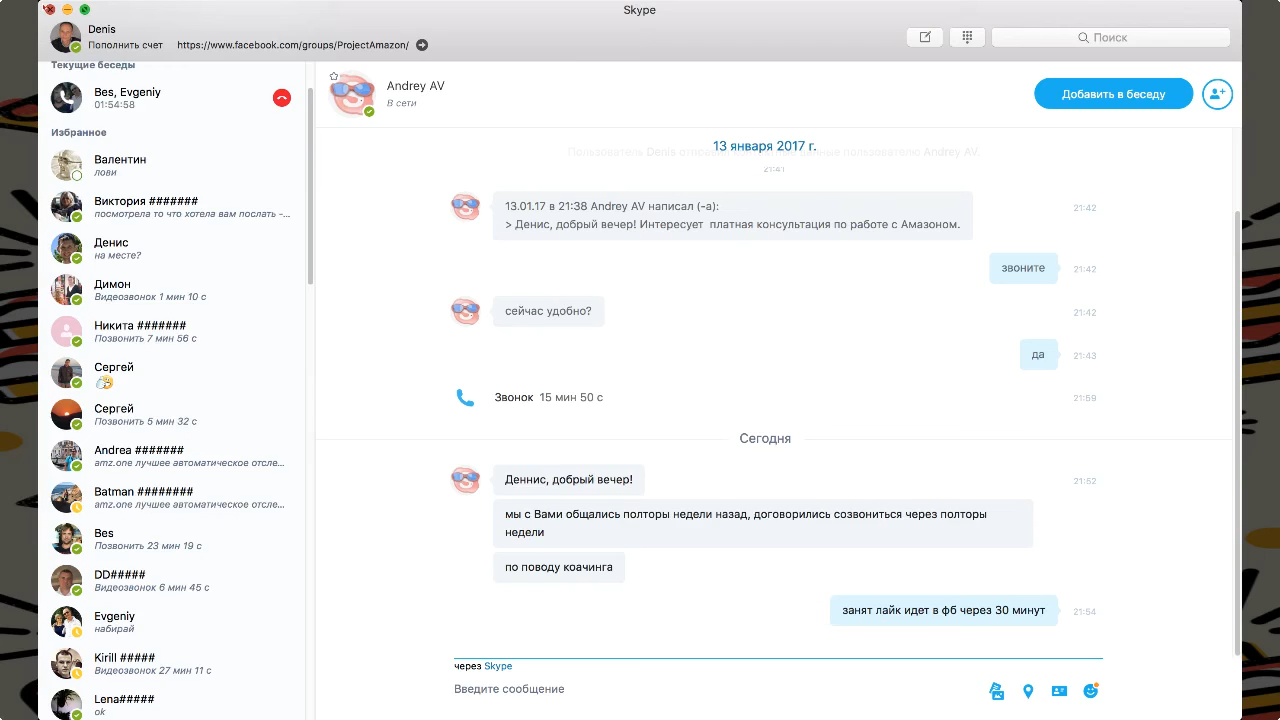 Skype
Denis
Пополнить счет
https://www.facebook.com/groups/ProjectAmazon/
Поиск
Текущие беседы
Bes, Evgeniy
01:54:58
Избранное
Валентин
лови
Виктория #######
посмотрела то что хотела вам послать -...
Денис
на месте?
Димон
Видеозвонок 1 мин 10 с
Никита #######
Позвонить 7 мин 56 с
Сергей
Сергей
Позвонить 5 мин 32 с
Andrea #######
amz.one лучшее автоматическое отсле...
Batman ########
amz.one лучшее автоматическое отсле...
Bes
Позвонить 23 мин 19 с
DD#####
Видеозвонок 6 мин 45 с
Evgeniy
набирай
Kirill #####
Видеозвонок 27 мин 11 с
Lena#####
ok
Andrey AV
В сети
Добавить в беседу
13 января 2017 г.
Пользователь Denis данные пользователю Andrey AV.
21:41
13.01.17 в 21:38 Andrey AV написал (-а):
> Денис, добрый вечер! Интересует платная консультация по работе с Амазоном.
21:42
звоните
21:42
сейчас удобно?
21:42
да
21:43
Звонок 15 мин 50 с
21:59
Сегодня
Деннис, добрый вечер!
21:52
мы с Вами общались полторы недели назад, договорились созвониться через полторы
недели
по поводу коачинга
занят лайк идет в фб через 30 минут
21:54
через Skype
Введите сообщение